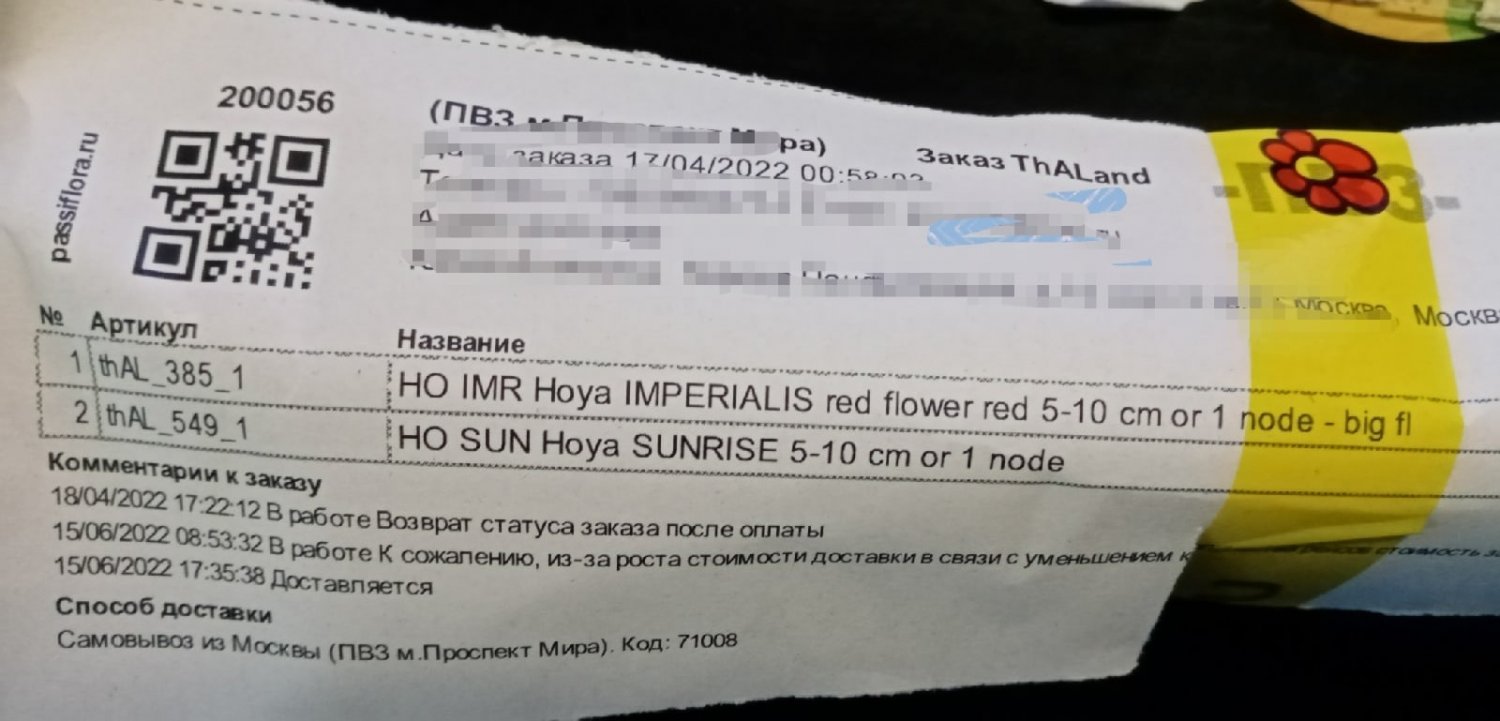 200056
passiflora.ru
(ПВЗ м Мира)
заказа 17/04/2022 00:58:02
Заказ ThALand
-ПВЗ-
Москва, Москв
№ Артикул Название
1 thAL_385_1 HO IMR Hoya IMPERIALIS red flower red 5-10 cm or 1 node - big fl
2 thAL_549_1 HO SUN Hoya SUNRISE 5-10 cm or 1 node
Комментарии к заказу
18/04/2022 17:22:12 В работе Возврат статуса заказа после оплаты
15/06/2022 08:53:32 В работе К сожалению, из-за роста стоимости доставки в связи с уменьшением к
15/06/2022 17:35:38 Доставляется
Способ доставки
Самовывоз из Москвы (ПВЗ м.Проспект Мира). Код: 71008